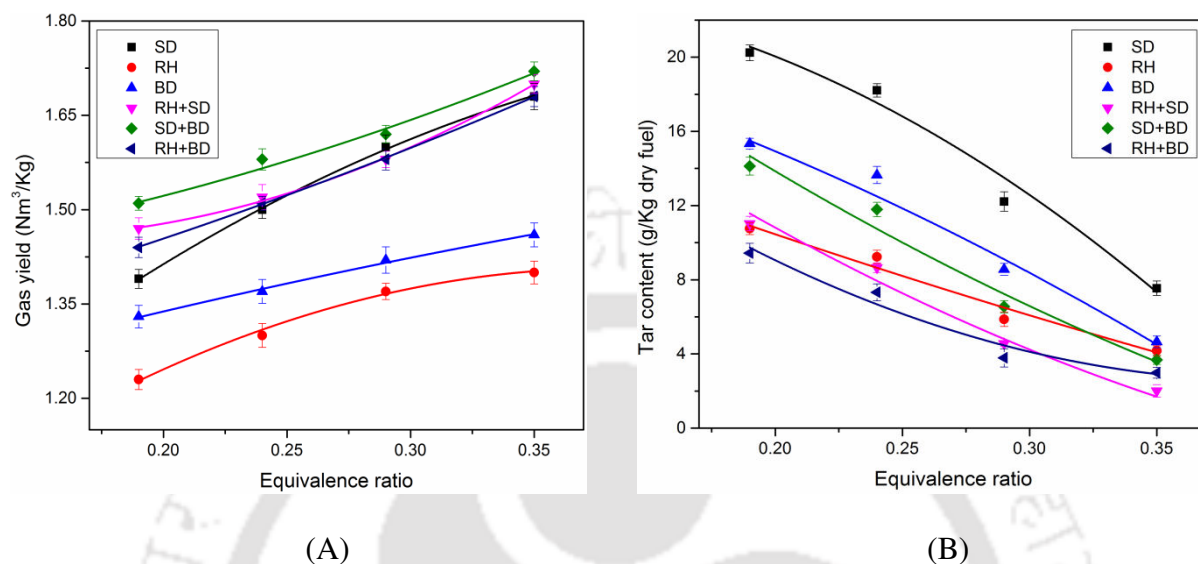 1.80
1.65
1.50
1.35
1.20
Gas yield (Nm³/Kg)
SD
RH
BD
RH+SD
SD+BD
RH+BD
0.20 0.25 0.30 0.35
Equivalence ratio
(A)
20
16
12
8
4
0
Tar content (g/Kg dry fuel)
SD
RH
BD
RH+SD
SD+BD
RH+BD
0.20 0.25 0.30 0.35
Equivalence ratio
(B)